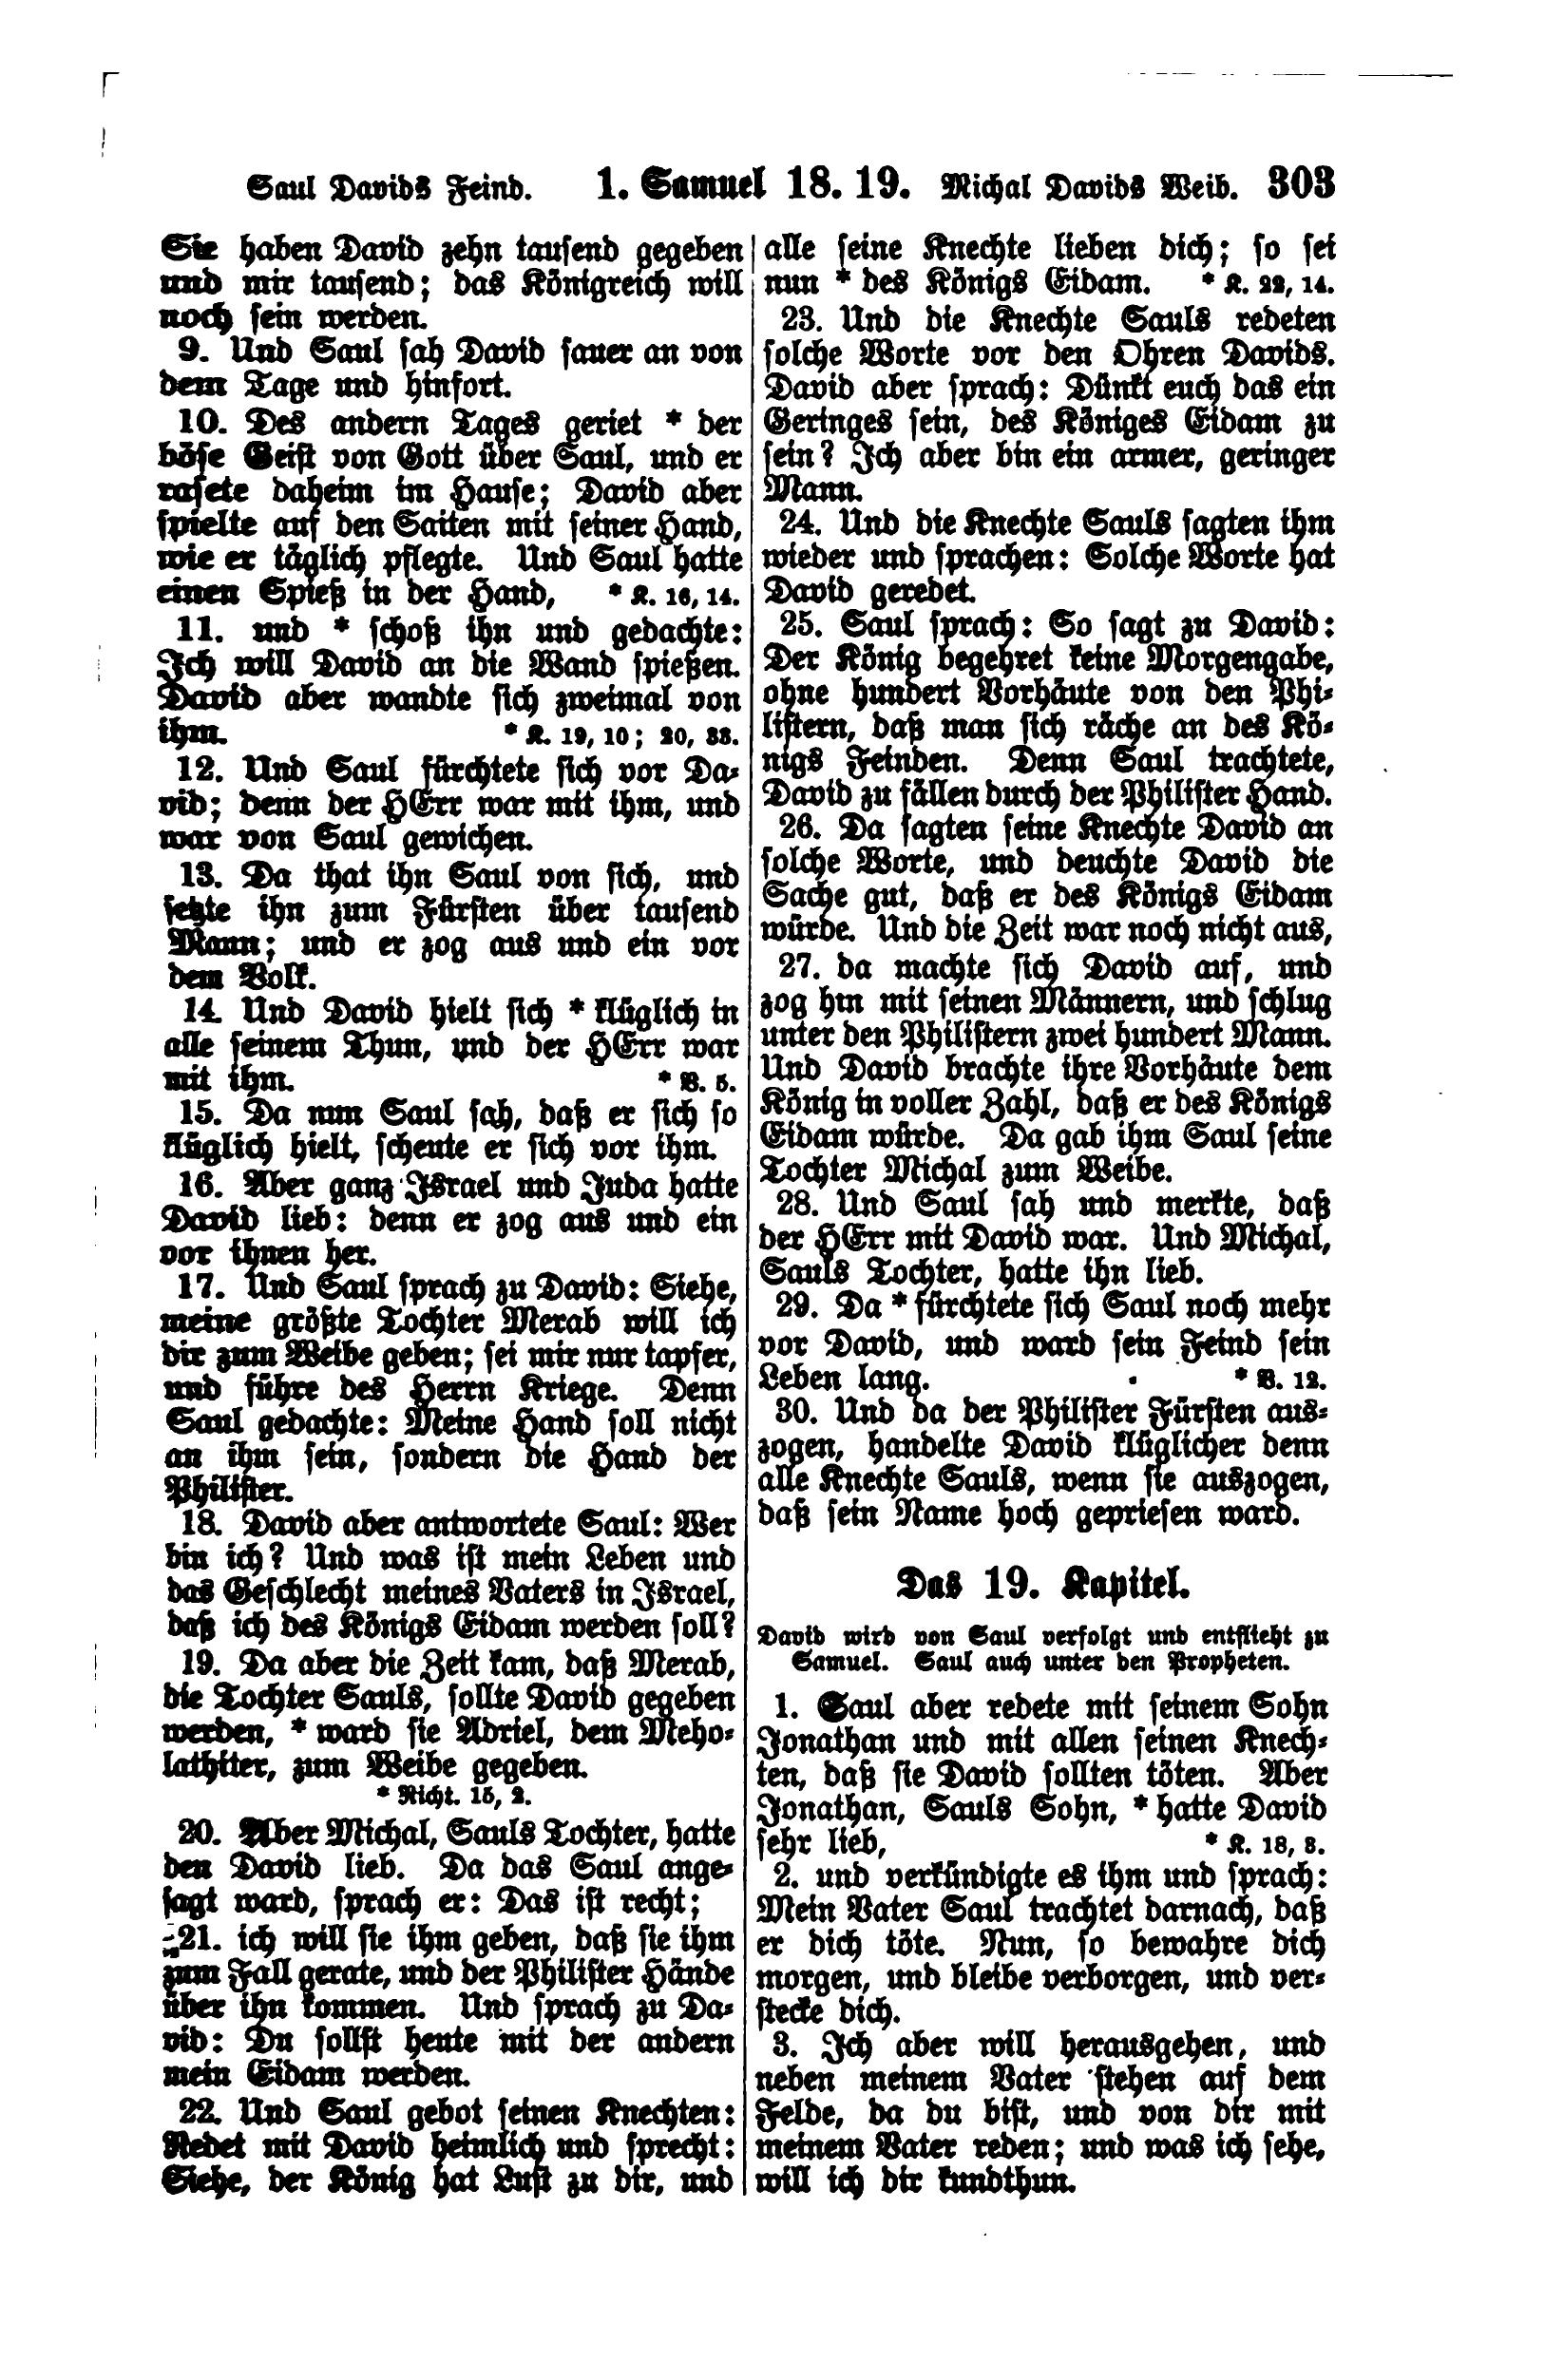 Saul Davids Feind. 1. Samuel 18. 19. Michal Davids Weib. 303
Sie haben David zehn tausend gegeben
und mir tausend; das Königreich will
noch sein werden.
9. Und Saul sah David sauer an von
dem Tage und hinfort.
10. Des andern Tages geriet * der
böse Geist von Gott über Saul, und er
rasete daheim im Hause; David aber
spielte auf den Saiten mit seiner Hand,
wie er täglich pflegte. Und Saul hatte
einen Spieß in der Hand, * K. 16, 14.
11. und * schoß ihn und gedachte:
Ich will David an die Wand spießen.
David aber wandte sich zweimal von
ihm. * K. 19, 10; 20, 33.
12. Und Saul fürchtete sich vor Da-
vid; denn der HErr war mit ihm, und
war von Saul gewichen.
13. Da that ihn Saul von sich, und
setzte ihn zum Fürsten über tausend
Mann; und er zog aus und ein vor
dem Volk.
14. Und David hielt sich * klüglich in
alle seinem Thun, und der HErr war
mit ihm. * V. 5.
15. Da nun Saul sah, daß er sich so
klüglich hielt, scheute er sich vor ihm.
16. Aber ganz Israel und Juda hatte
David lieb: denn er zog aus und ein
vor ihnen her.
17. Und Saul sprach zu David: Siehe,
meine größte Tochter Merab will ich
dir zum Weibe geben; sei mir nur tapfer,
und führe des Herrn Kriege. Denn
Saul gedachte: Meine Hand soll nicht
an ihm sein, sondern die Hand der
Philister.
18. David aber antwortete Saul: Wer
bin ich? Und was ist mein Leben und
das Geschlecht meines Vaters in Israel,
daß ich des Königs Eidam werden soll?
19. Da aber die Zeit kam, daß Merab,
die Tochter Sauls, sollte David gegeben
werden, * ward sie Adriel, dem Meho-
lathiter, zum Weibe gegeben.
* Richt. 15, 2.
20. Aber Michal, Sauls Tochter, hatte
den David lieb. Da das Saul ange-
sagt ward, sprach er: Das ist recht;
21. ich will sie ihm geben, daß sie ihm
zum Fall gerate, und der Philister Hände
über ihn kommen. Und sprach zu Da-
vid: Du sollst heute mit der andern
mein Eidam werden.
22. Und Saul gebot seinen Knechten:
Redet mit David heimlich und sprecht:
Siehe, der König hat Lust zu dir, und
alle seine Knechte lieben dich; so sei
nun * des Königs Eidam. * K. 22, 14.
23. Und die Knechte Sauls redeten
solche Worte vor den Ohren Davids.
David aber sprach: Dünkt euch das ein
Geringes sein, des Königes Eidam zu
sein? Ich aber bin ein armer, geringer
Mann.
24. Und die Knechte Sauls sagten ihm
wieder und sprachen: Solche Worte hat
David geredet.
25. Saul sprach: So sagt zu David:
Der König begehret keine Morgengabe,
ohne hundert Vorhäute von den Phi-
listern, daß man sich räche an des Kö-
nigs Feinden. Denn Saul trachtete,
David zu fällen durch der Philister Hand.
26. Da sagten seine Knechte David an
solche Worte, und deuchte David die
Sache gut, daß er des Königs Eidam
würde. Und die Zeit war noch nicht aus,
27. da machte sich David auf, und
zog hin mit seinen Männern, und schlug
unter den Philistern zwei hundert Mann.
Und David brachte ihre Vorhäute dem
König in voller Zahl, daß er des Königs
Eidam würde. Da gab ihm Saul seine
Tochter Michal zum Weibe.
28. Und Saul sah und merkte, daß
der HErr mit David war. Und Michal,
Sauls Tochter, hatte ihn lieb.
29. Da * fürchtete sich Saul noch mehr
vor David, und ward sein Feind sein
Leben lang. * V. 12.
30. Und da der Philister Fürsten aus-
zogen, handelte David klüglicher denn
alle Knechte Sauls, wenn sie auszogen,
daß sein Name hoch gepriesen ward.
Das 19. Kapitel.
David wird von Saul verfolgt und entflieht zu
Samuel. Saul auch unter den Propheten.
1. Saul aber redete mit seinem Sohn
Jonathan und mit allen seinen Knech-
ten, daß sie David sollten töten. Aber
Jonathan, Sauls Sohn, * hatte David
sehr lieb, * K. 18, 3.
2. und verkündigte es ihm und sprach:
Mein Vater Saul trachtet darnach, daß
er dich töte. Nun, so bewahre dich
morgen, und bleibe verborgen, und ver-
stecke dich.
3. Ich aber will herausgehen, und
neben meinem Vater stehen auf dem
Felde, da du bist, und von dir mit
meinem Vater reden; und was ich sehe,
will ich dir kundthun.